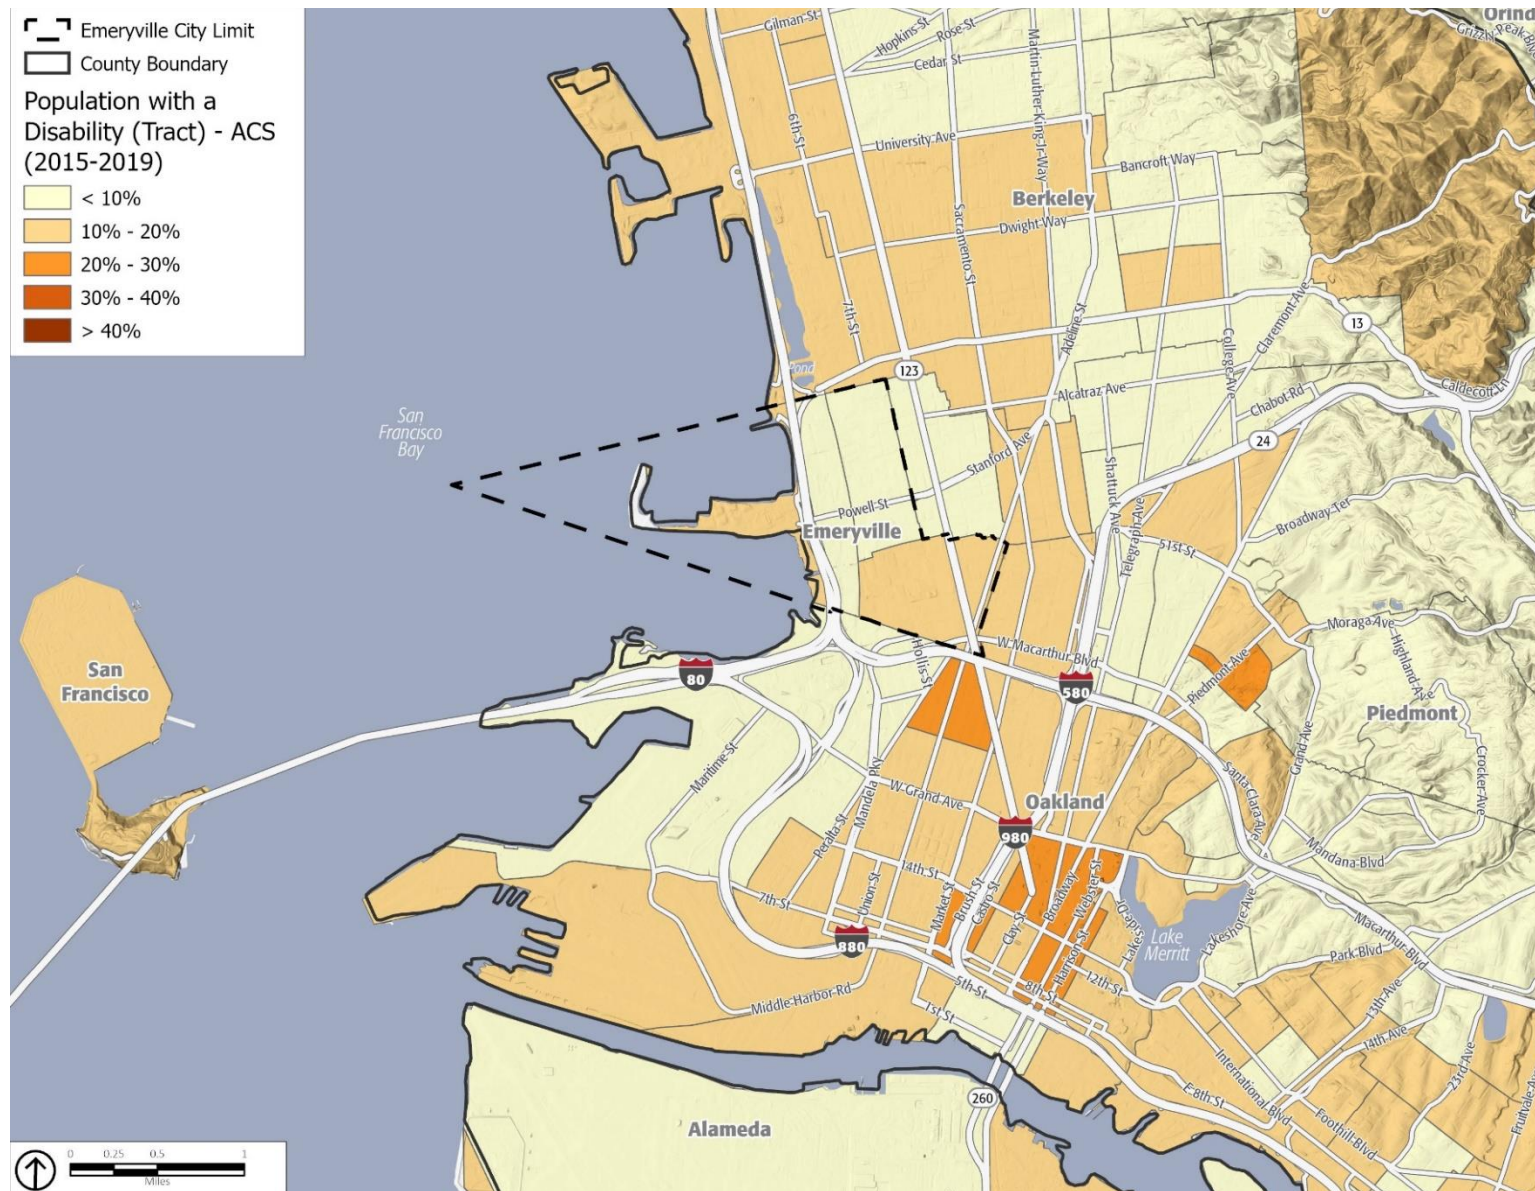 Emeryville City Limit
County Boundary
Population with a
Disability (Tract) - ACS
(2015-2019)
< 10%
10% - 20%
20% - 30%
30% - 40%
> 40%
Gilman St
Hopkins St
Rose St
Cedar St
Martin Luther King Jr Way
Grizzly Peak
6th St
University Ave
Bancroft Way
Berkeley
Dwight Way
Sacramento St
7th St
Adeline St
College Ave
Claremont Ave
13
Pond
123
Alcatraz Ave
Chabot Rd
Caldecott Ln
24
San
Francisco
Bay
Stanford Ave
Shattuck Ave
Telegraph Ave
Powell St
Emeryville
Broadway Ter
51st St
Moraga Ave
Highland Ave
Hollis St
W Macarthur Blvd
Piedmont Ave
San
Francisco
80
580
Piedmont
Grand Ave
Crocker Ave
Maritime St
Mandela Pky
W Grand Ave
Oakland
Santa Clara Ave
Peralta St
980
Mandana Blvd
14th St
Union St
7th St
Market St
Brush St
Castro St
Clay St
Broadway
Webster St
Harrison St
Lakeside Dr
Lake
Merritt
Lakeshore Ave
Macarthur Blvd
Park Blvd
880
5th St
8th St
12th St
Middle Harbor Rd
1st St
13th Ave
14th Ave
23rd Ave
International Blvd
E 8th St
Foothill Blvd
Fruitvale Ave
260
Alameda
0
0.25
0.5
1
Miles